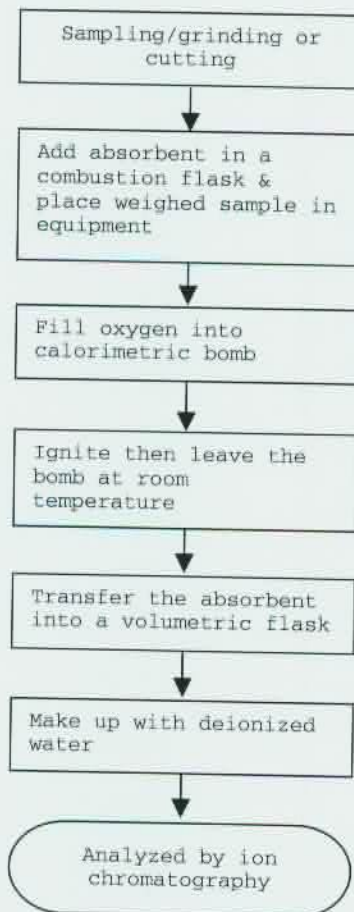 Sampling/grinding or
cutting
Add absorbent in a
combustion flask &
place weighed sample in
equipment
Fill oxygen into
calorimetric bomb
Ignite then leave the
bomb at room
temperature
Transfer the absorbent
into a volumetric flask
Make up with deionized
water
Analyzed by ion
chromatography